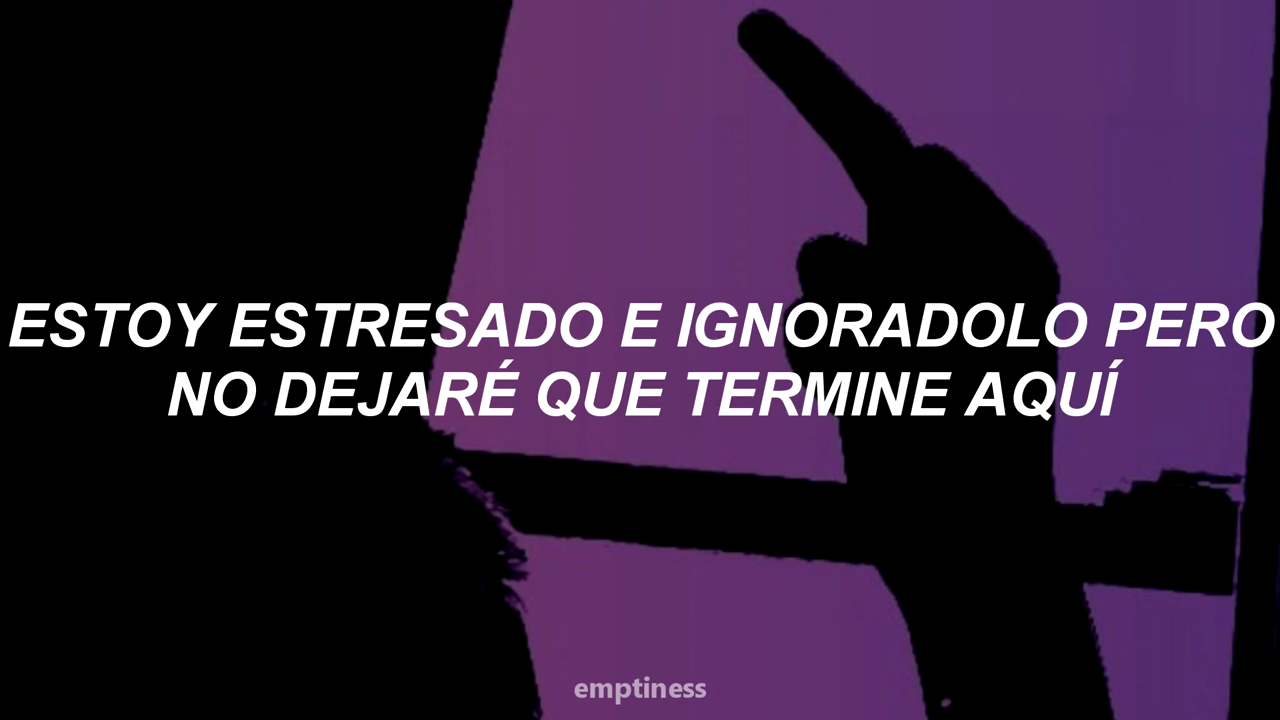 ESTOY ESTRESADO E IGNORADOLO PERO
NO DEJARÉ QUE TERMINE AQUÍ
emptiness